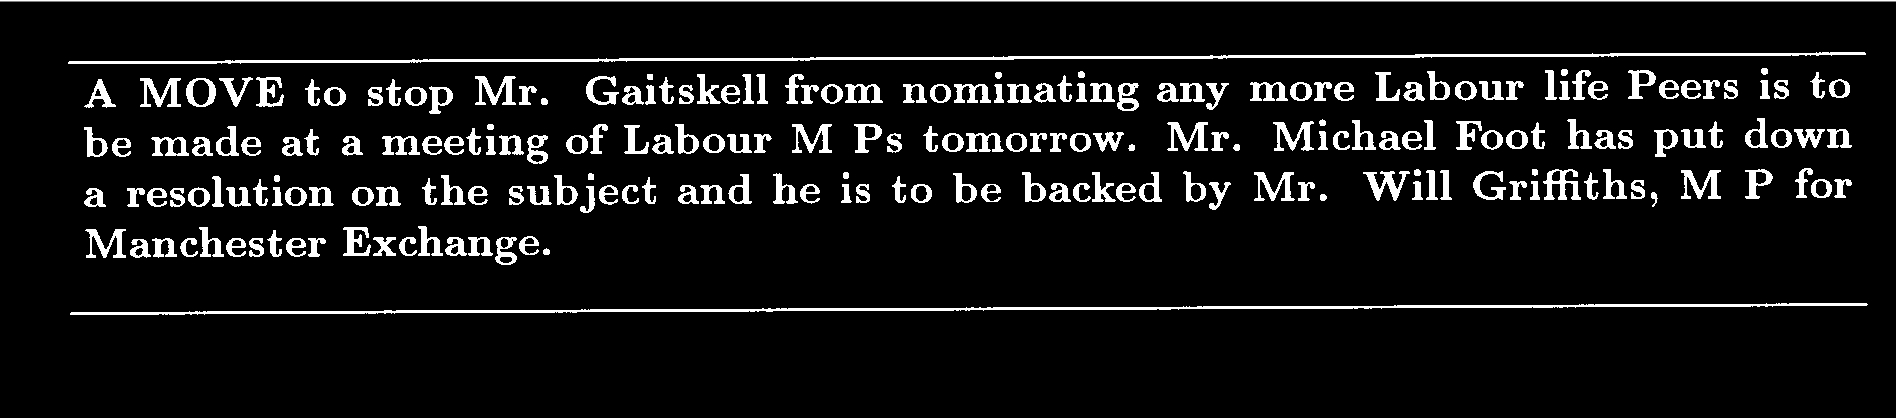 A MOVE to stop Mr. Gaitskell from nominating any more Labour life Peers is to
be made at a meeting of Labour M Ps tomorrow. Mr. Michael Foot has put down
a resolution on the subject and he is to be backed by Mr. Will Griffiths, M P for
Manchester Exchange.